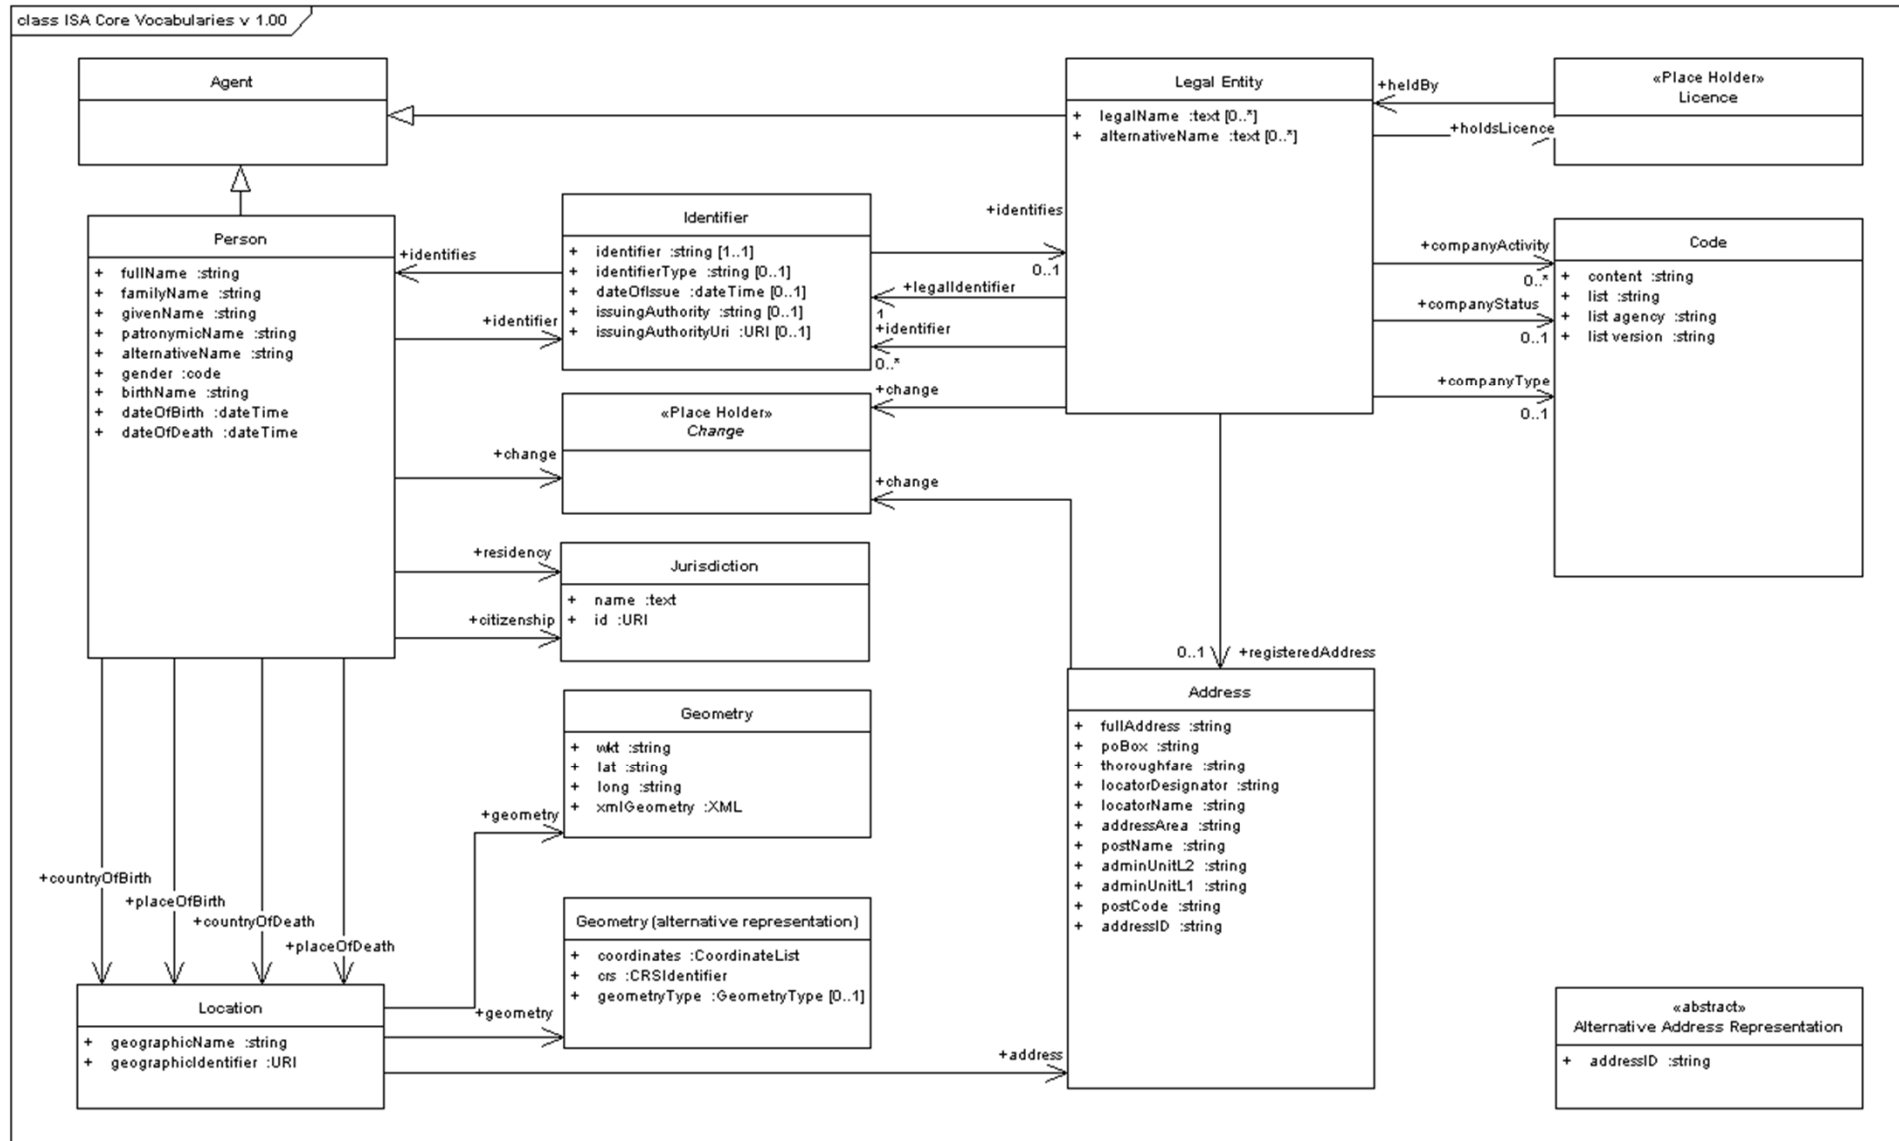 class ISA Core Vocabularies v 1.00
Agent
Legal Entity
+ legalName :text [0..*]
+ alternativeName :text [0..*]
«Place Holder»
Licence
+heldBy
+holdsLicence
Person
+ fullName :string
+ familyName :string
+ givenName :string
+ patronymicName :string
+ alternativeName :string
+ gender :code
+ birthName :string
+ dateOfBirth :dateTime
+ dateOfDeath :dateTime
Identifier
+ identifier :string [1..1]
+ identifierType :string [0..1]
+ dateOfIssue :dateTime [0..1]
+ issuingAuthority :string [0..1]
+ issuingAuthorityUri :URI [0..1]
+identifies
+identifier
+identifies
0..1
+legalIdentifier
1
+identifier
0..*
+change
Code
+ content :string
+ list :string
+ list agency :string
+ list version :string
+companyActivity
0..*
+companyStatus
0..1
+companyType
0..1
«Place Holder»
Change
+change
+change
+residency
+citizenship
Jurisdiction
+ name :text
+ id :URI
0..1
+registeredAddress
Address
+ fullAddress :string
+ poBox :string
+ thoroughfare :string
+ locatorDesignator :string
+ locatorName :string
+ addressArea :string
+ postName :string
+ adminUnitL2 :string
+ adminUnitL1 :string
+ postCode :string
+ addressID :string
Geometry
+ wkt :string
+ lat :string
+ long :string
+ xmlGeometry :XML
+geometry
+countryOfBirth
+placeOfBirth
+countryOfDeath
+placeOfDeath
Geometry (alternative representation)
+ coordinates :CoordinateList
+ crs :CRSIdentifier
+ geometryType :GeometryType [0..1]
+geometry
Location
+ geographicName :string
+ geographicIdentifier :URI
+address
«abstract»
Alternative Address Representation
+ addressID :string